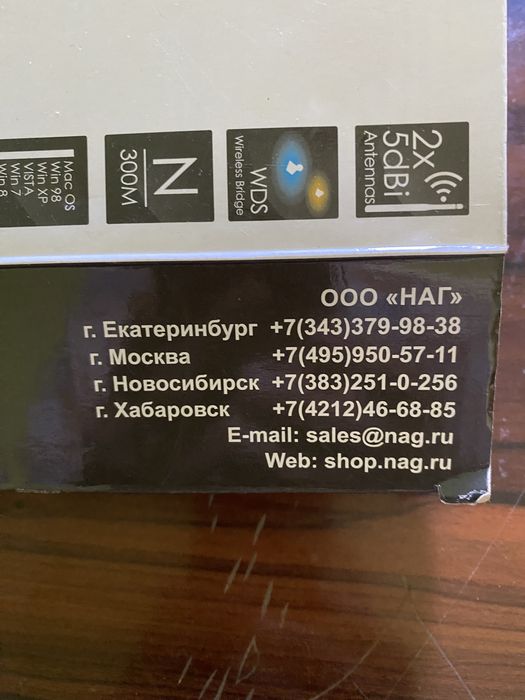 Mac OS
Win 98
Win XP
VISTA
Win 7
Win 8
N
300M
WDS
Wireless Bridge
2x
5dBi
Antennas
ООО «НАГ»
г. Екатеринбург +7(343)379-98-38
г. Москва +7(495)950-57-11
г. Новосибирск +7(383)251-0-256
г. Хабаровск +7(4212)46-68-85
E-mail: sales@nag.ru
Web: shop.nag.ru